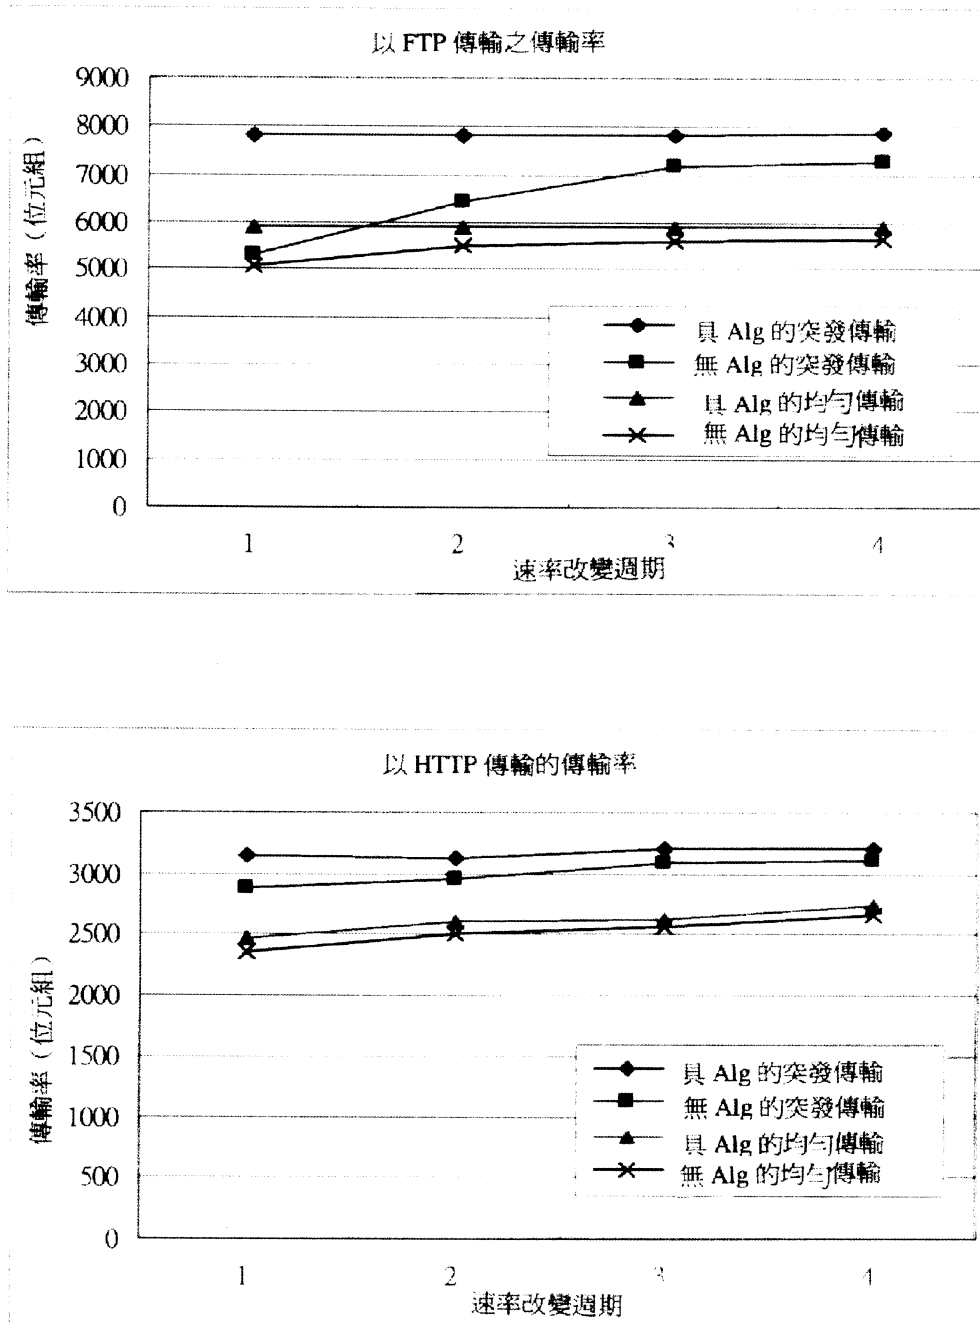 以 FTP 傳輸之傳輸率
傳輸率（位元組）
9000
8000
7000
6000
5000
4000
3000
2000
1000
0
具 Alg 的突發傳輸
無 Alg 的突發傳輸
具 Alg 的均勻傳輸
無 Alg 的均勻傳輸
1 2 3 4
速率改變週期
以 HTTP 傳輸的傳輸率
傳輸率（位元組）
3500
3000
2500
2000
1500
1000
500
0
具 Alg 的突發傳輸
無 Alg 的突發傳輸
具 Alg 的均勻傳輸
無 Alg 的均勻傳輸
1 2 3 4
速率改變週期